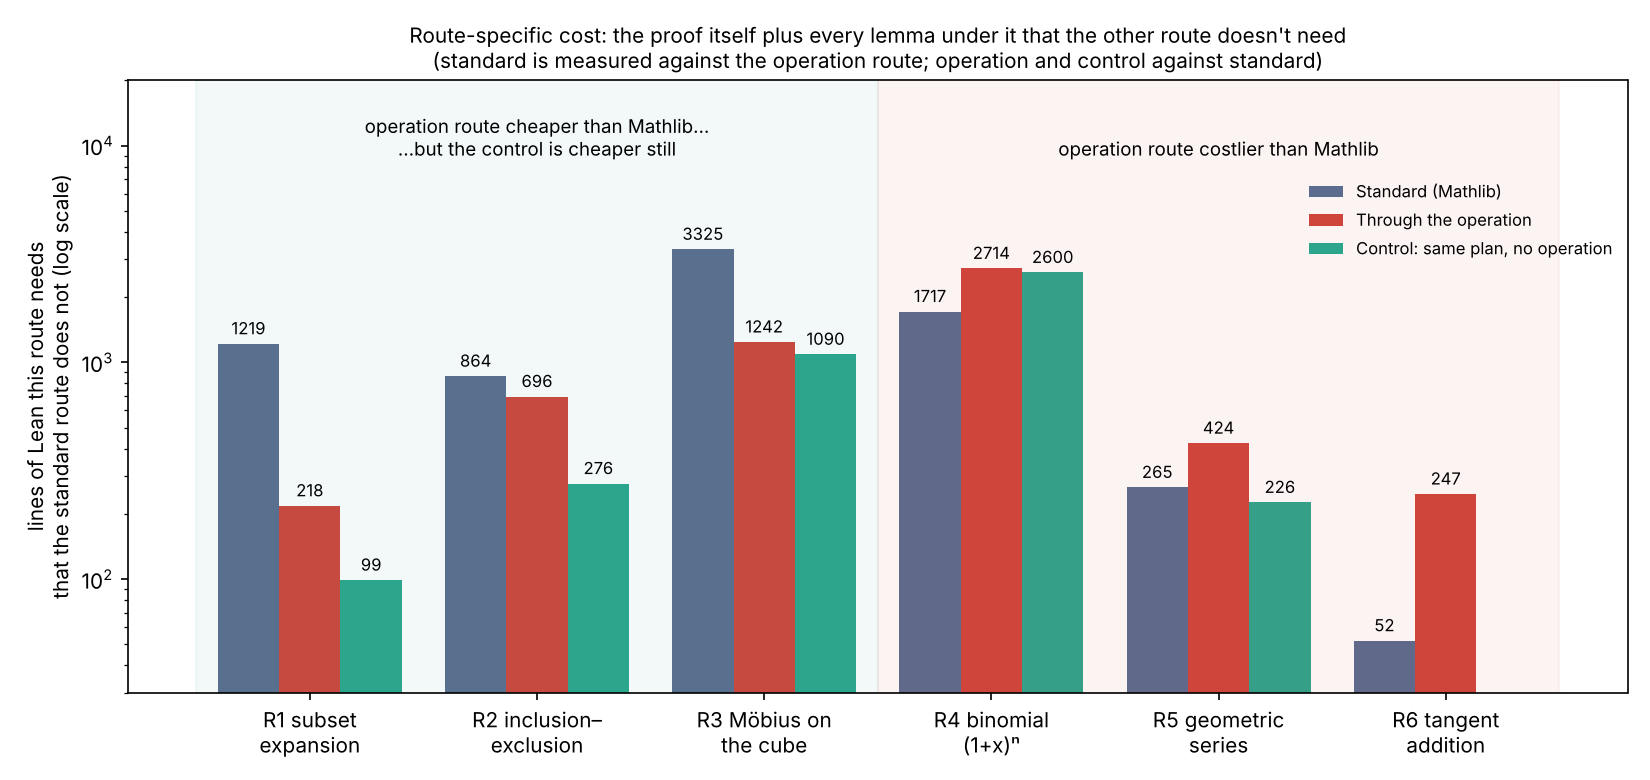 Route-specific cost: the proof itself plus every lemma under it that the other route doesn't need
(standard is measured against the operation route; operation and control against standard)
lines of Lean this route needs
that the standard route does not (log scale)
10⁴
10³
10²
operation route cheaper than Mathlib...
...but the control is cheaper still
operation route costlier than Mathlib
Standard (Mathlib)
Through the operation
Control: same plan, no operation
1219
218
99
864
696
276
3325
1242
1090
1717
2714
2600
265
424
226
52
247
R1 subset
expansion
R2 inclusion–
exclusion
R3 Möbius on
the cube
R4 binomial
(1+x)ⁿ
R5 geometric
series
R6 tangent
addition